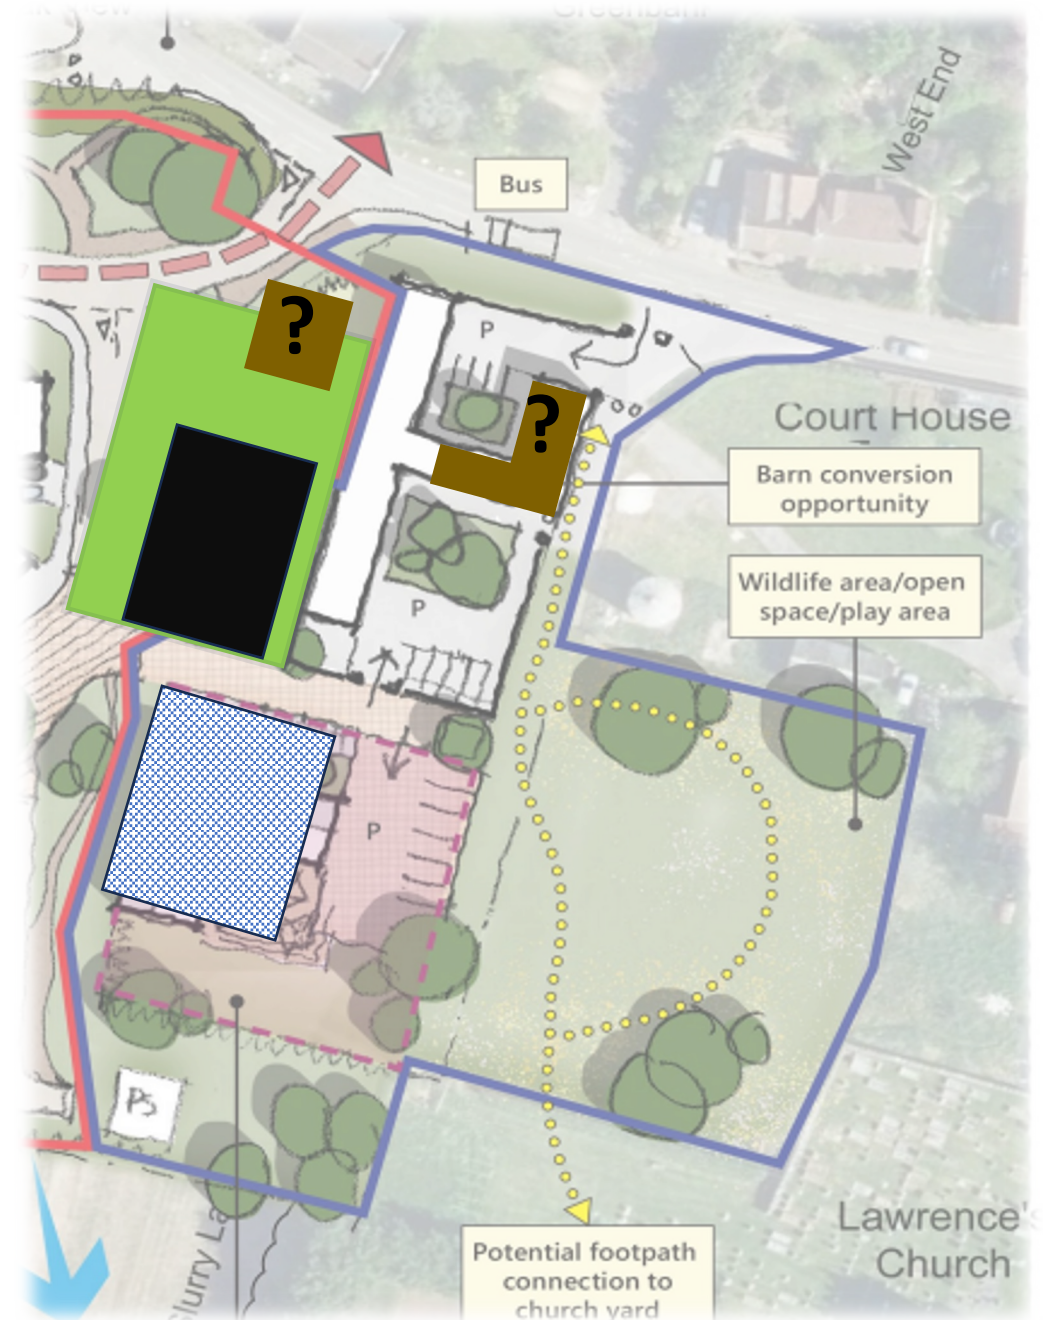 West End
Bus
?
P
?
Court House
Barn conversion
opportunity
Wildlife area/open
space/play area
P
P
PS
Lawrence's
Church
Potential footpath
connection to
church yard